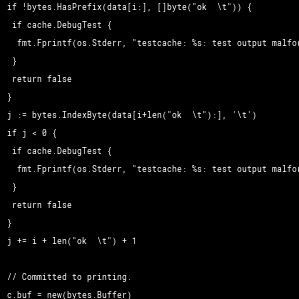 if !bytes.HasPrefix(data[i:], []byte("ok  \t")) {
if cache.DebugTest {
fmt.Fprintf(os.Stderr, "testcache: %s: test output malfor
}
return false
}
j := bytes.IndexByte(data[i+len("ok  \t"):], '\t')
if j < 0 {
if cache.DebugTest {
fmt.Fprintf(os.Stderr, "testcache: %s: test output malfor
}
return false
}
j += i + len("ok  \t") + 1
// Committed to printing.
c.buf = new(bytes.Buffer)